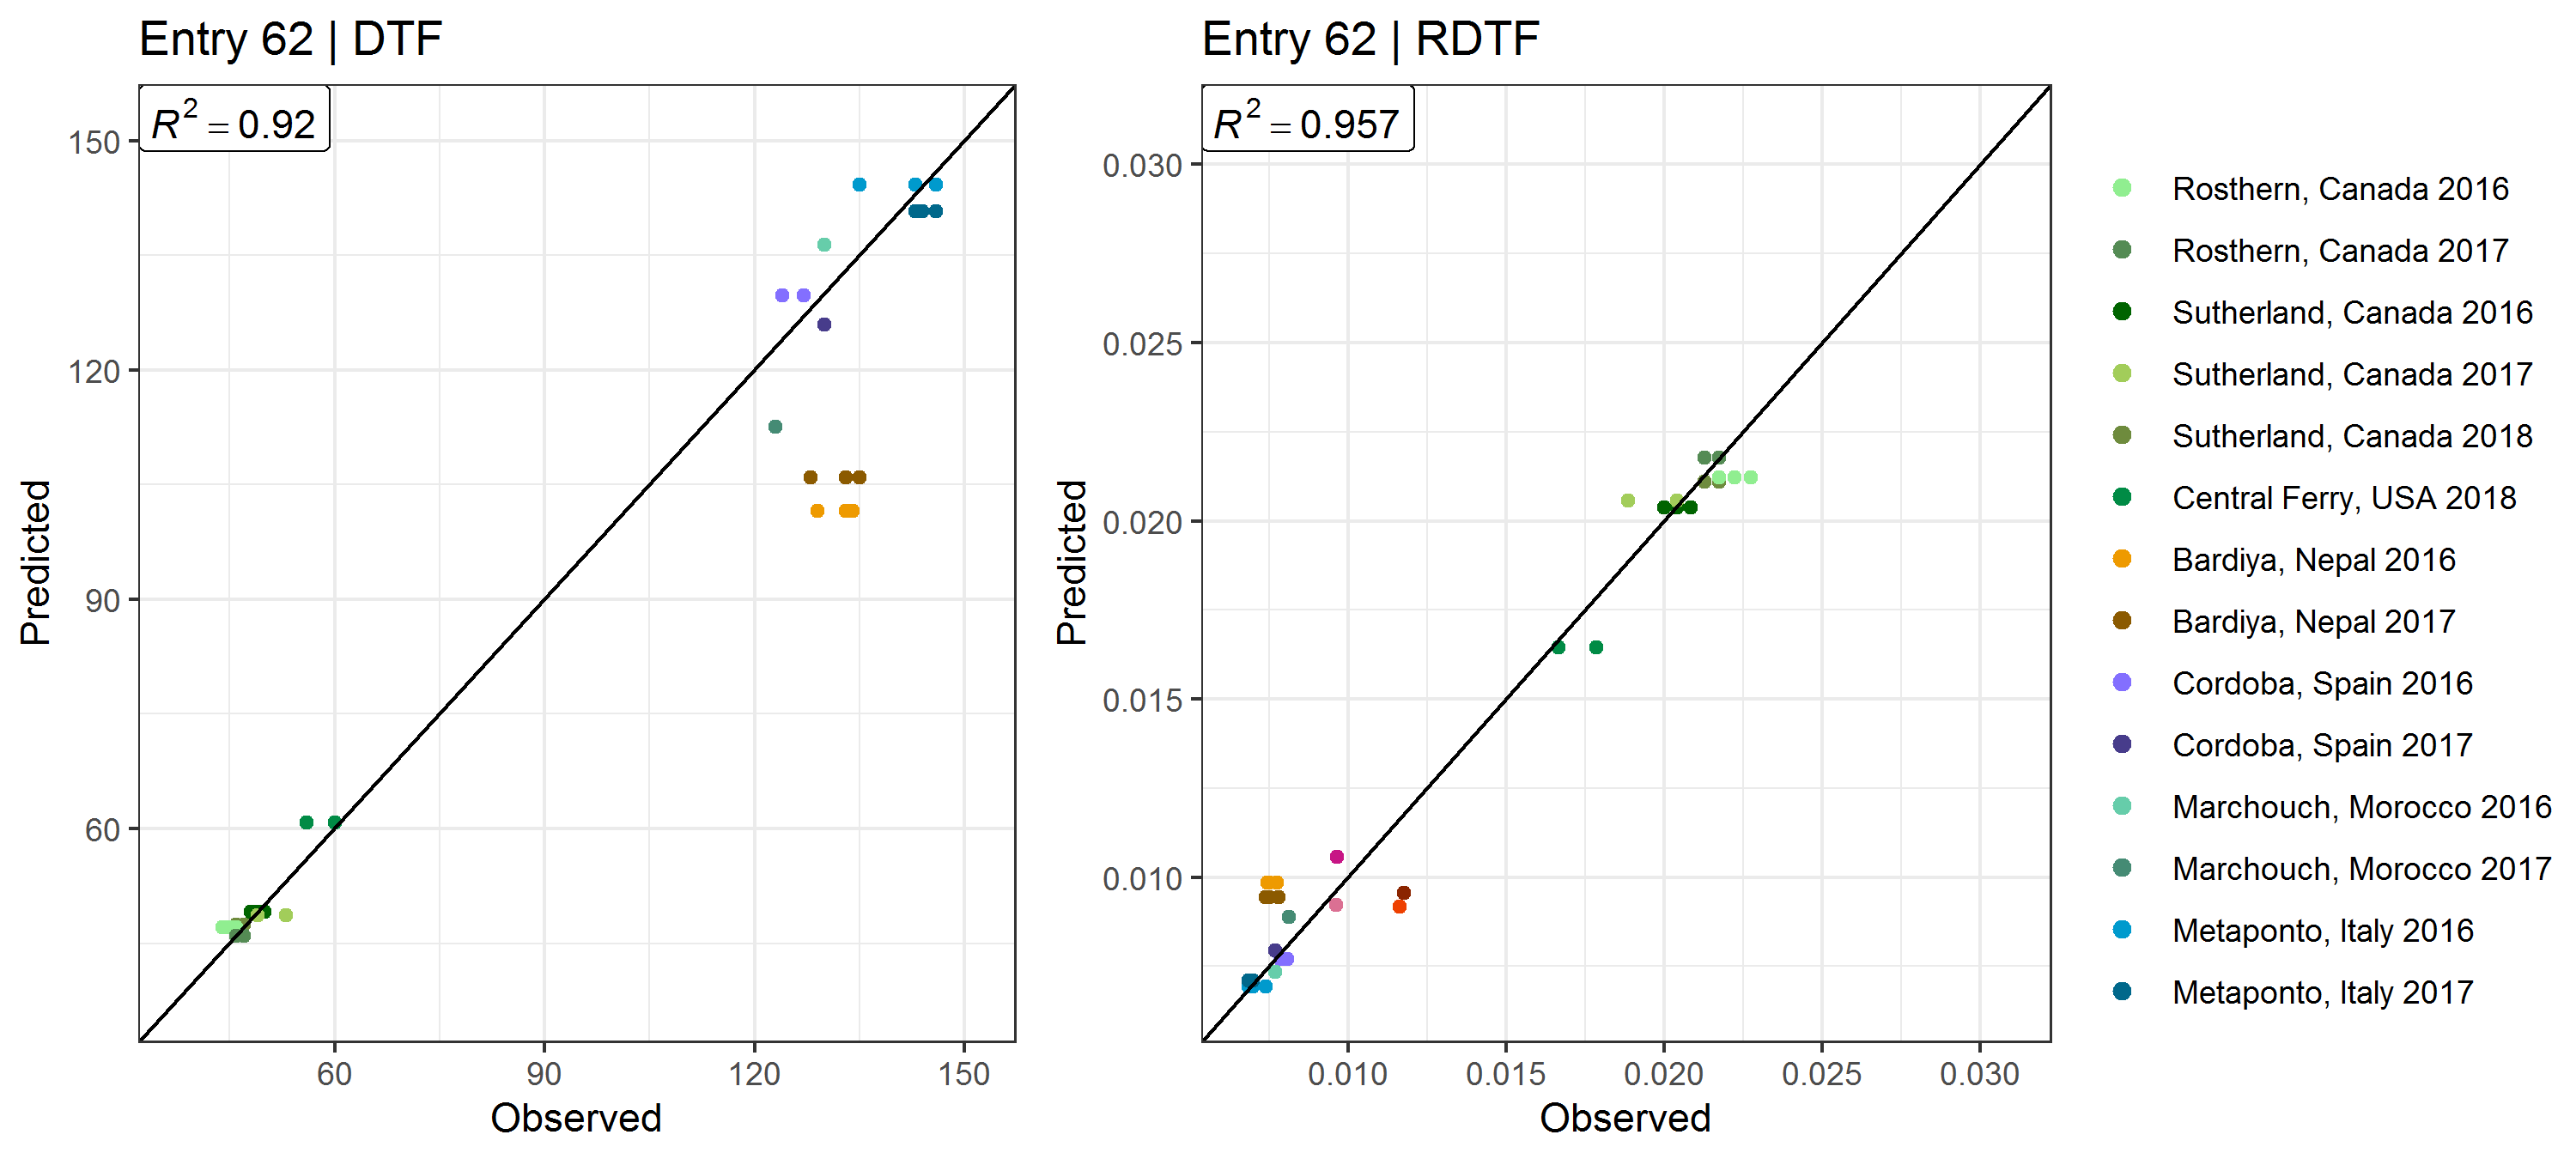 Entry 62 | DTF
R² = 0.92
150
120
90
60
Predicted
60
90
120
150
Observed
Entry 62 | RDTF
R² = 0.957
0.030
0.025
0.020
0.015
0.010
Predicted
0.010
0.015
0.020
0.025
0.030
Observed
Rosthern, Canada 2016
Rosthern, Canada 2017
Sutherland, Canada 2016
Sutherland, Canada 2017
Sutherland, Canada 2018
Central Ferry, USA 2018
Bardiya, Nepal 2016
Bardiya, Nepal 2017
Cordoba, Spain 2016
Cordoba, Spain 2017
Marchouch, Morocco 2016
Marchouch, Morocco 2017
Metaponto, Italy 2016
Metaponto, Italy 2017